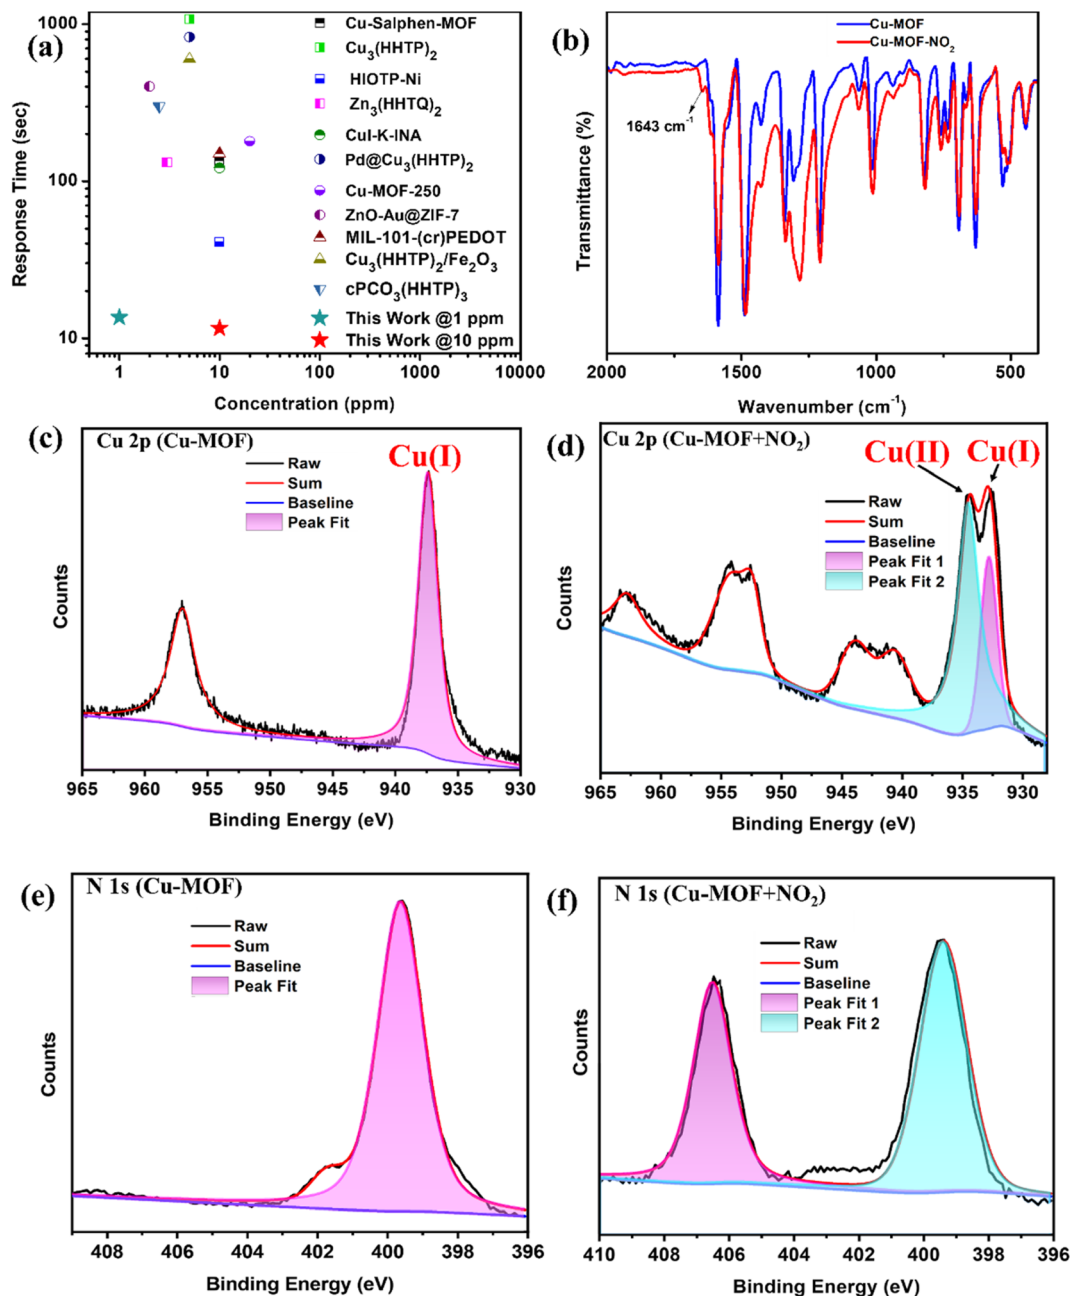 (a)
Response Time (sec)
1000
100
10
1
10
100
1000
10000
Concentration (ppm)
Cu-Salphen-MOF
Cu₃(HHTP)₂
HIOTP-Ni
Zn₃(HHTQ)₂
CuI-K-INA
Pd@Cu₃(HHTP)₂
Cu-MOF-250
ZnO-Au@ZIF-7
MIL-101-(cr)PEDOT
Cu₃(HHTP)₂/Fe₂O₃
cPCO₃(HHTP)₃
This Work @1 ppm
This Work @10 ppm
(b)
Cu-MOF
Cu-MOF-NO₂
1643 cm⁻¹
Transmittance (%)
2000
1500
1000
500
Wavenumber (cm⁻¹)
(c)
Cu 2p (Cu-MOF)
Cu(I)
Raw
Sum
Baseline
Peak Fit
Counts
965
960
955
950
945
940
935
930
Binding Energy (eV)
(d)
Cu 2p (Cu-MOF+NO₂)
Cu(II)
Cu(I)
Raw
Sum
Baseline
Peak Fit 1
Peak Fit 2
Counts
965
960
955
950
945
940
935
930
Binding Energy (eV)
(e)
N 1s (Cu-MOF)
Raw
Sum
Baseline
Peak Fit
Counts
408
406
404
402
400
398
396
Binding Energy (eV)
(f)
N 1s (Cu-MOF+NO₂)
Raw
Sum
Baseline
Peak Fit 1
Peak Fit 2
Counts
410
408
406
404
402
400
398
396
Binding Energy (eV)